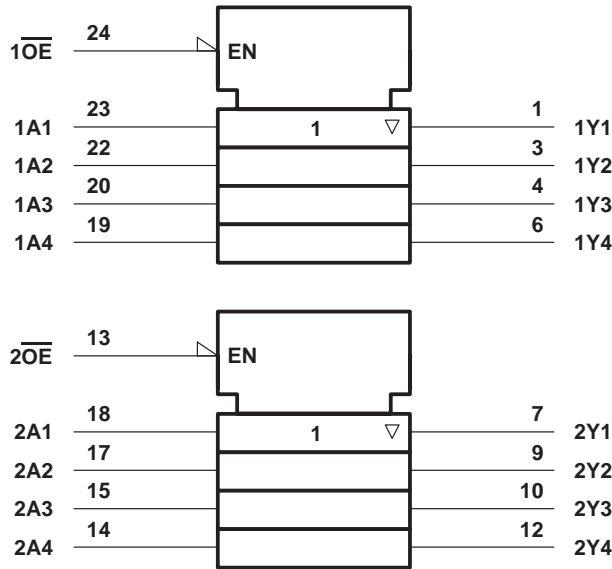 1O̅E̅ 24 EN
1A1 23 1 ▽ 1 1Y1
1A2 22 3 1Y2
1A3 20 4 1Y3
1A4 19 6 1Y4
2O̅E̅ 13 EN
2A1 18 1 ▽ 7 2Y1
2A2 17 9 2Y2
2A3 15 10 2Y3
2A4 14 12 2Y4